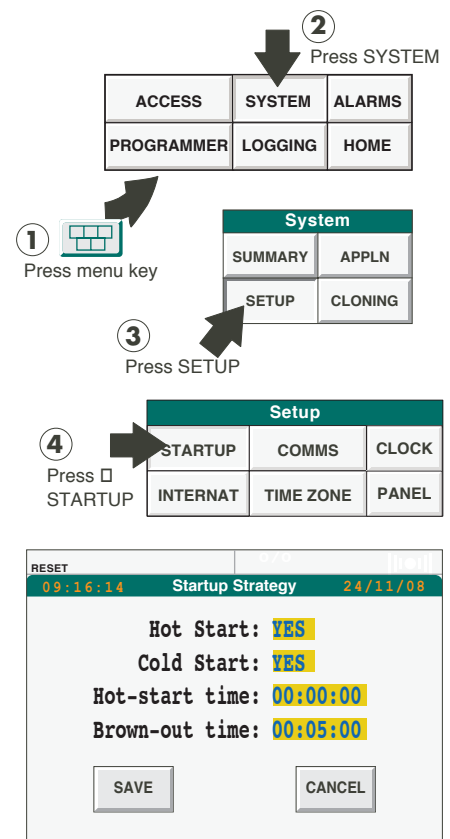 2
Press SYSTEM
ACCESS SYSTEM ALARMS
PROGRAMMER LOGGING HOME
1
Press menu key
System
SUMMARY APPLN
SETUP CLONING
3
Press SETUP
Setup
4
STARTUP COMMS CLOCK
Press □
STARTUP
INTERNAT TIME ZONE PANEL
RESET
09:16:14 Startup Strategy 24/11/08
Hot Start: YES
Cold Start: YES
Hot-start time: 00:00:00
Brown-out time: 00:05:00
SAVE CANCEL